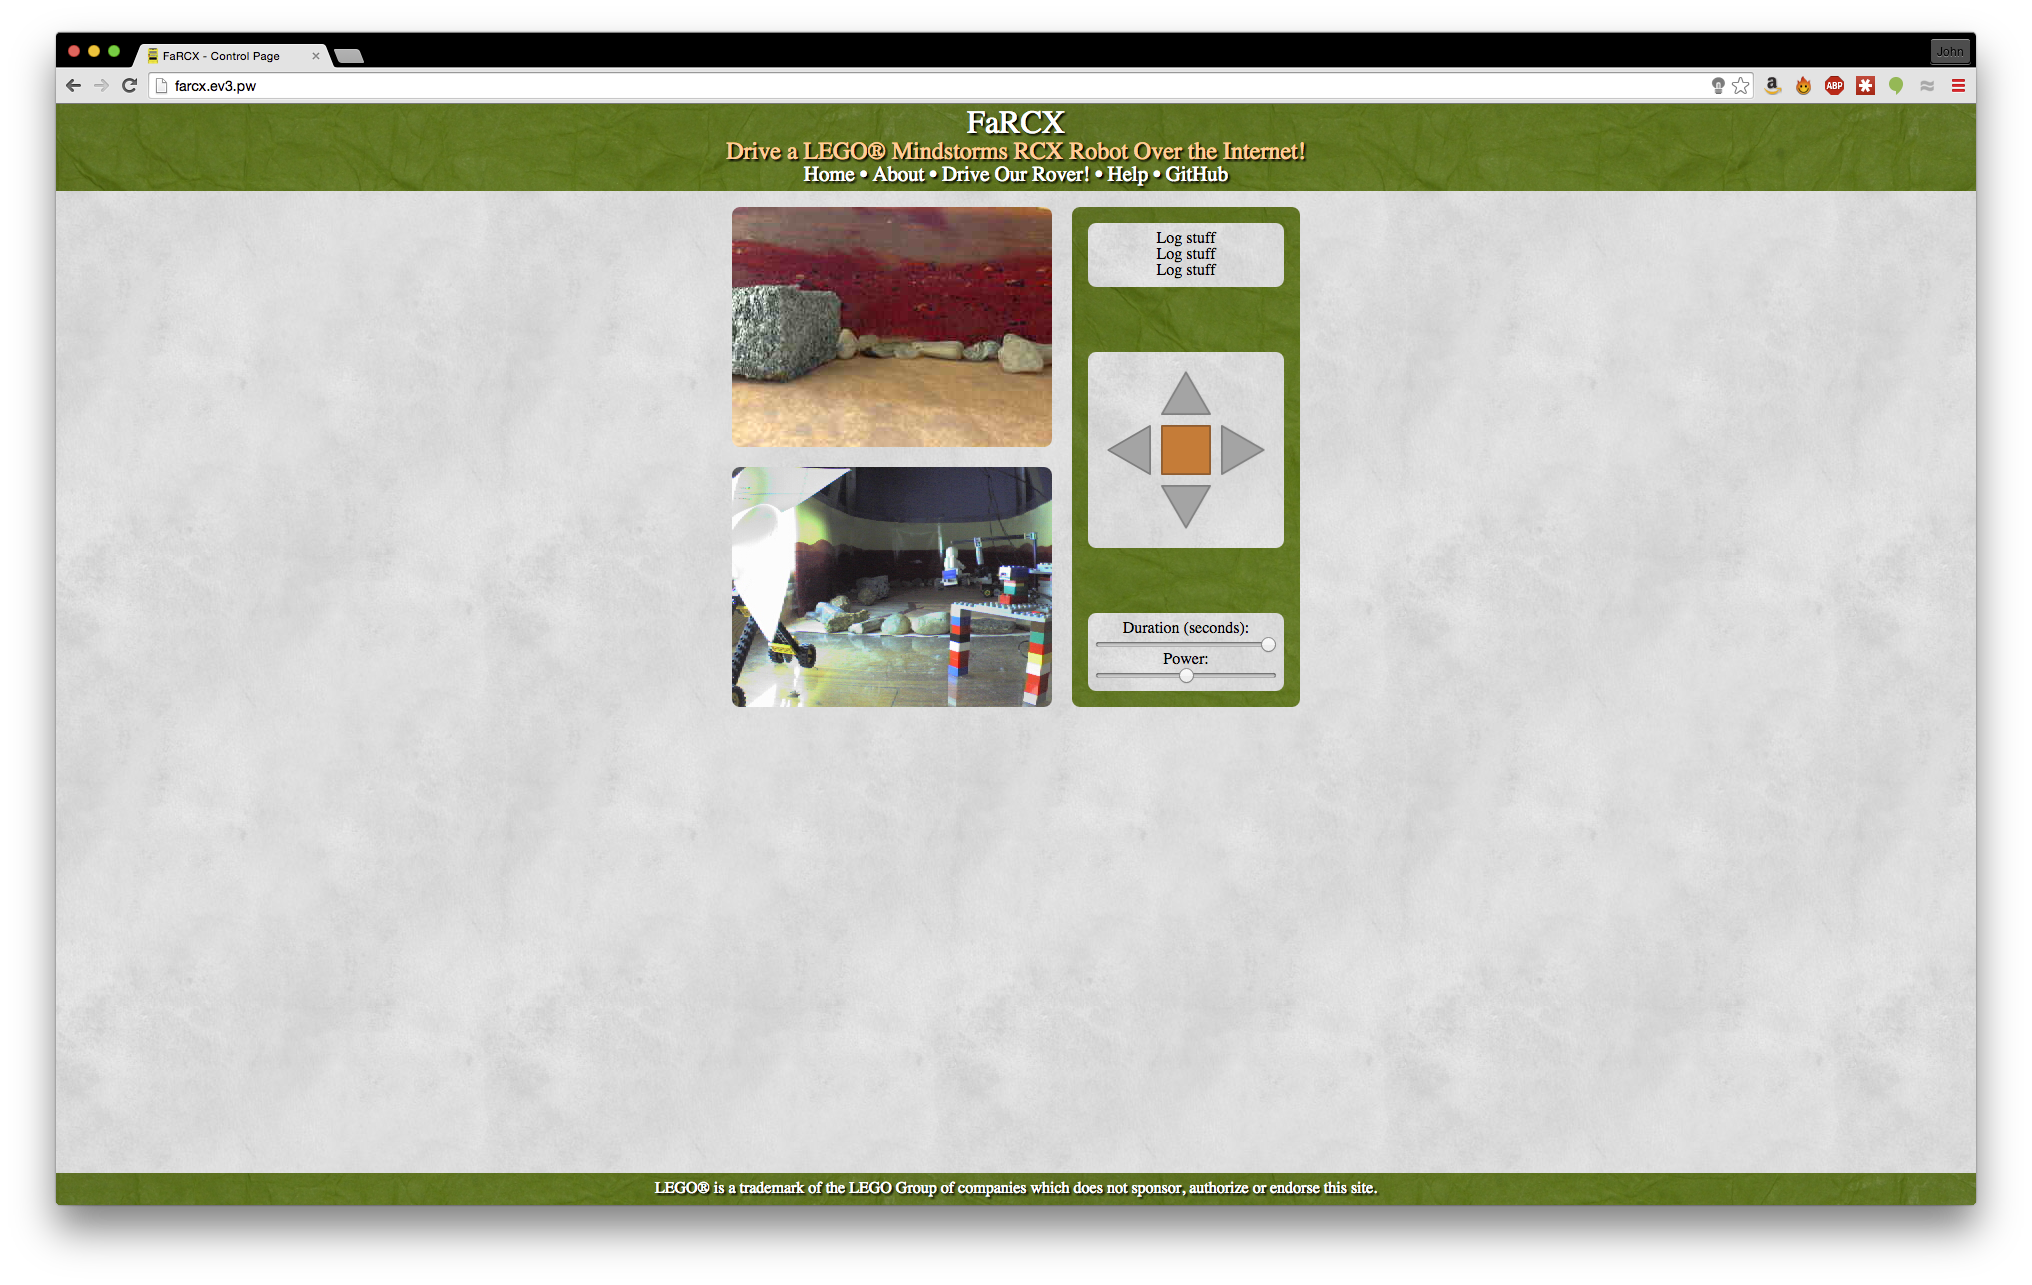 FaRCX - Control Page
John
farcx.ev3.pw
ABP
FaRCX
Drive a LEGO® Mindstorms RCX Robot Over the Internet!
Home • About • Drive Our Rover! • Help • GitHub
Log stuff
Log stuff
Log stuff
Duration (seconds):
Power:
LEGO® is a trademark of the LEGO Group of companies which does not sponsor, authorize or endorse this site.